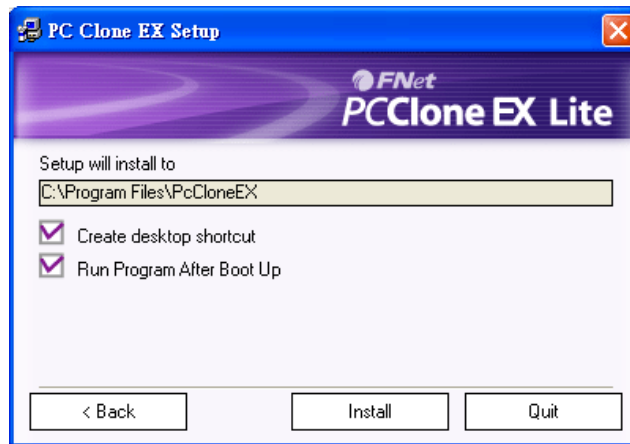 PC Clone EX Setup
FNet
PCClone EX Lite
Setup will install to
C:\Program Files\PcCloneEX
Create desktop shortcut
Run Program After Boot Up
< Back
Install
Quit